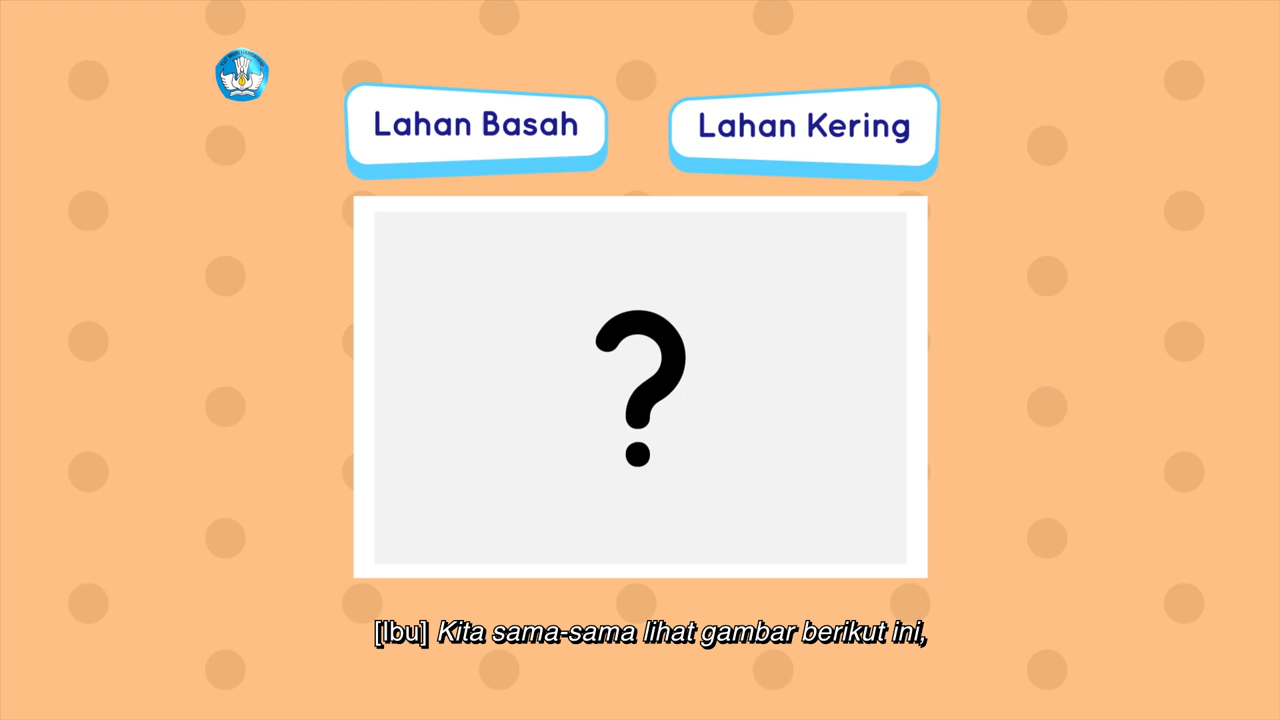 Lahan Basah
Lahan Kering
?
[Ibu] Kita sama-sama lihat gambar berikut ini,